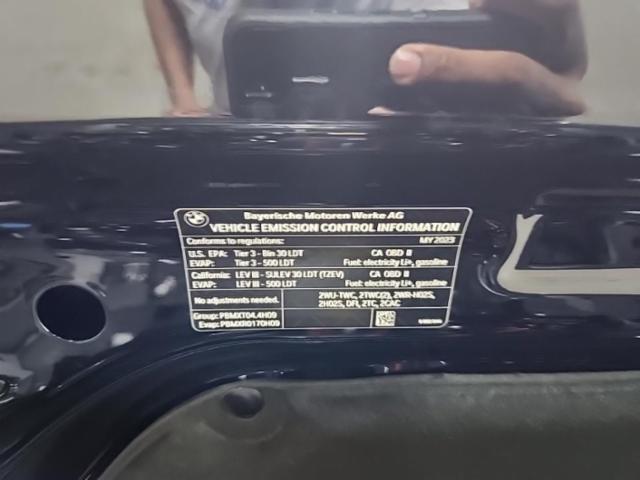 Bayerische Motoren Werke AG
VEHICLE EMISSION CONTROL INFORMATION
Conforms to regulations: MY 2023
U.S. EPA: Tier 3 - Bin 30 LDT CA OBD II
EVAP: Tier 3 - 500 LDT Fuel: electricity Li+, gasoline
California: LEV III - SULEV 30 LDT (TZEV) CA OBD II
EVAP: LEV III - 500 LDT Fuel: electricity Li+, gasoline
No adjustments needed. 2WU-TWC, 2TWC(2), 2WR-HO2S,
2HO2S, DFI, 2TC, 2CAC
Group: PBMXT04.4H09
Evap: PBMXR0170H09